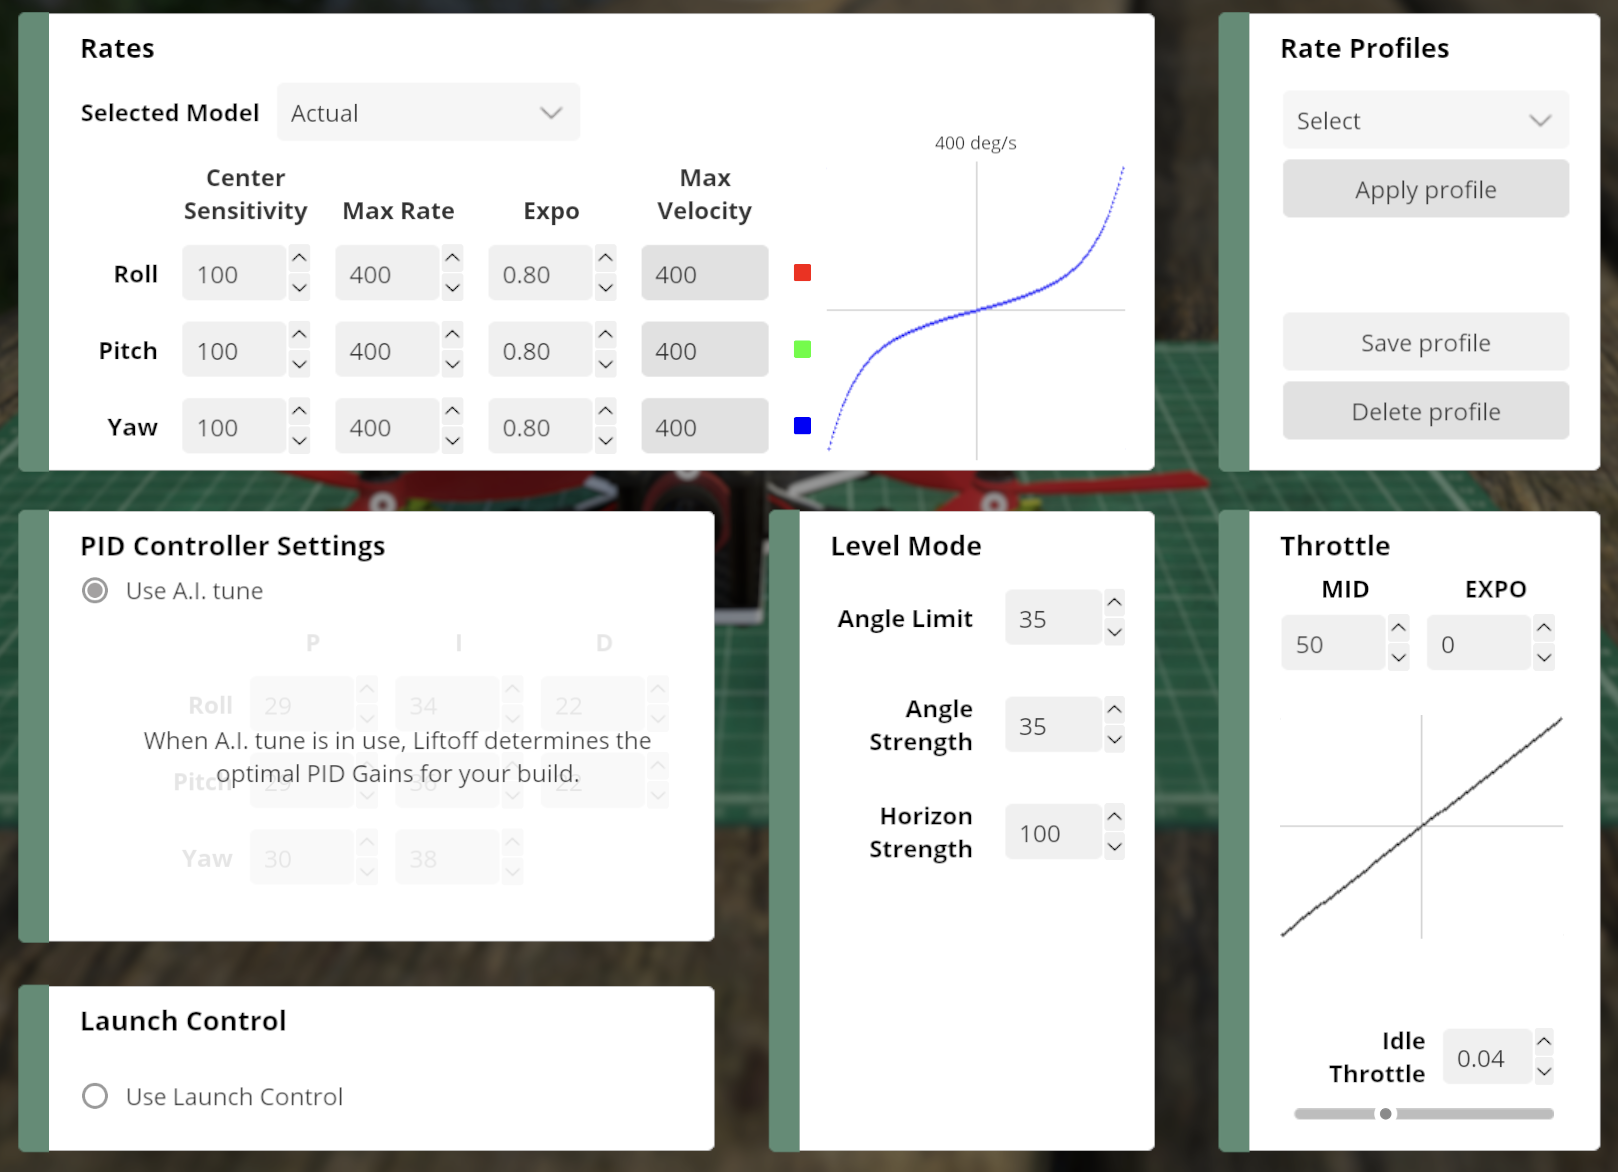 Rates
Selected Model Actual
400 deg/s
Center Sensitivity Max Rate Expo Max Velocity
Roll 100 400 0.80 400
Pitch 100 400 0.80 400
Yaw 100 400 0.80 400
Rate Profiles
Select
Apply profile
Save profile
Delete profile
PID Controller Settings
Use A.I. tune
P I D
Roll 29 34 22
When A.I. tune is in use, Liftoff determines the
optimal PID Gains for your build.
Pitch 29 22
Yaw 30 38
Launch Control
Use Launch Control
Level Mode
Angle Limit 35
Angle Strength 35
Horizon Strength 100
Throttle
MID EXPO
50 0
Idle Throttle 0.04